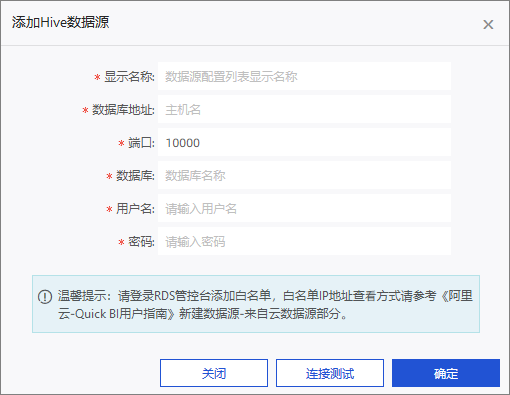 添加Hive数据源
* 显示名称: 数据源配置列表显示名称
* 数据库地址: 主机名
* 端口: 10000
* 数据库: 数据库名称
* 用户名: 请输入用户名
* 密码: 请输入密码
温馨提示：请登录RDS管控台添加白名单，白名单IP地址查看方式请参考《阿里
云-Quick BI用户指南》新建数据源-来自云数据源部分。
关闭 连接测试 确定